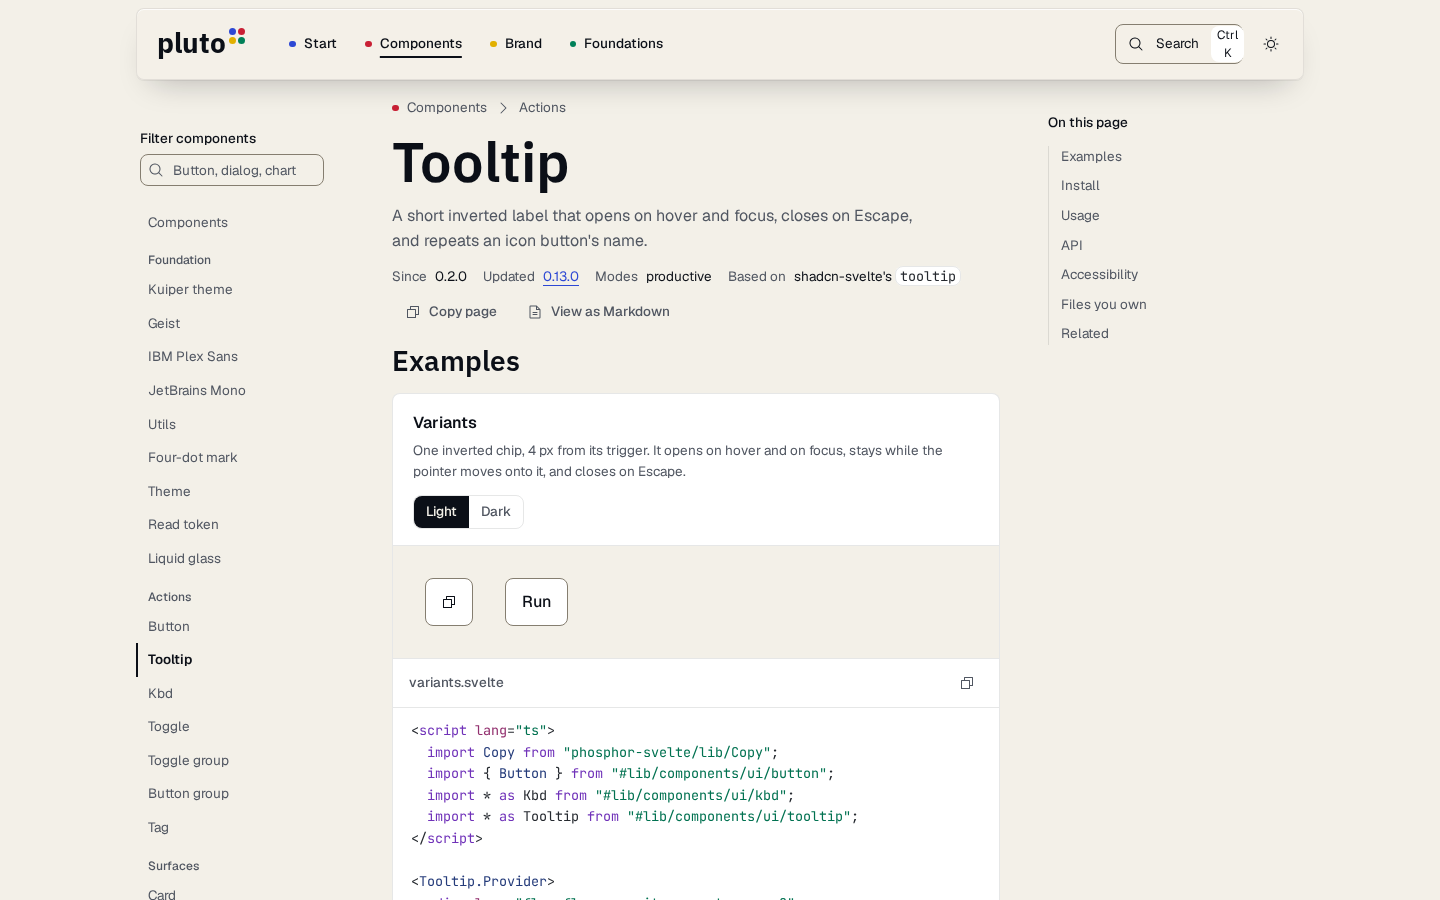 pluto
Start
Components
Brand
Foundations
Search
Ctrl
K
Filter components
Button, dialog, chart
Components
Foundation
Kuiper theme
Geist
IBM Plex Sans
JetBrains Mono
Utils
Four-dot mark
Theme
Read token
Liquid glass
Actions
Button
Tooltip
Kbd
Toggle
Toggle group
Button group
Tag
Surfaces
Card
Components
Actions
Tooltip
A short inverted label that opens on hover and focus, closes on Escape,
and repeats an icon button's name.
Since 0.2.0 Updated 0.13.0 Modes productive Based on shadcn-svelte's tooltip
Copy page
View as Markdown
Examples
Variants
One inverted chip, 4 px from its trigger. It opens on hover and on focus, stays while the
pointer moves onto it, and closes on Escape.
Light
Dark
Run
variants.svelte
<script lang="ts">
import Copy from "phosphor-svelte/lib/Copy";
import { Button } from "#lib/components/ui/button";
import * as Kbd from "#lib/components/ui/kbd";
import * as Tooltip from "#lib/components/ui/tooltip";
</script>
<Tooltip.Provider>
On this page
Examples
Install
Usage
API
Accessibility
Files you own
Related